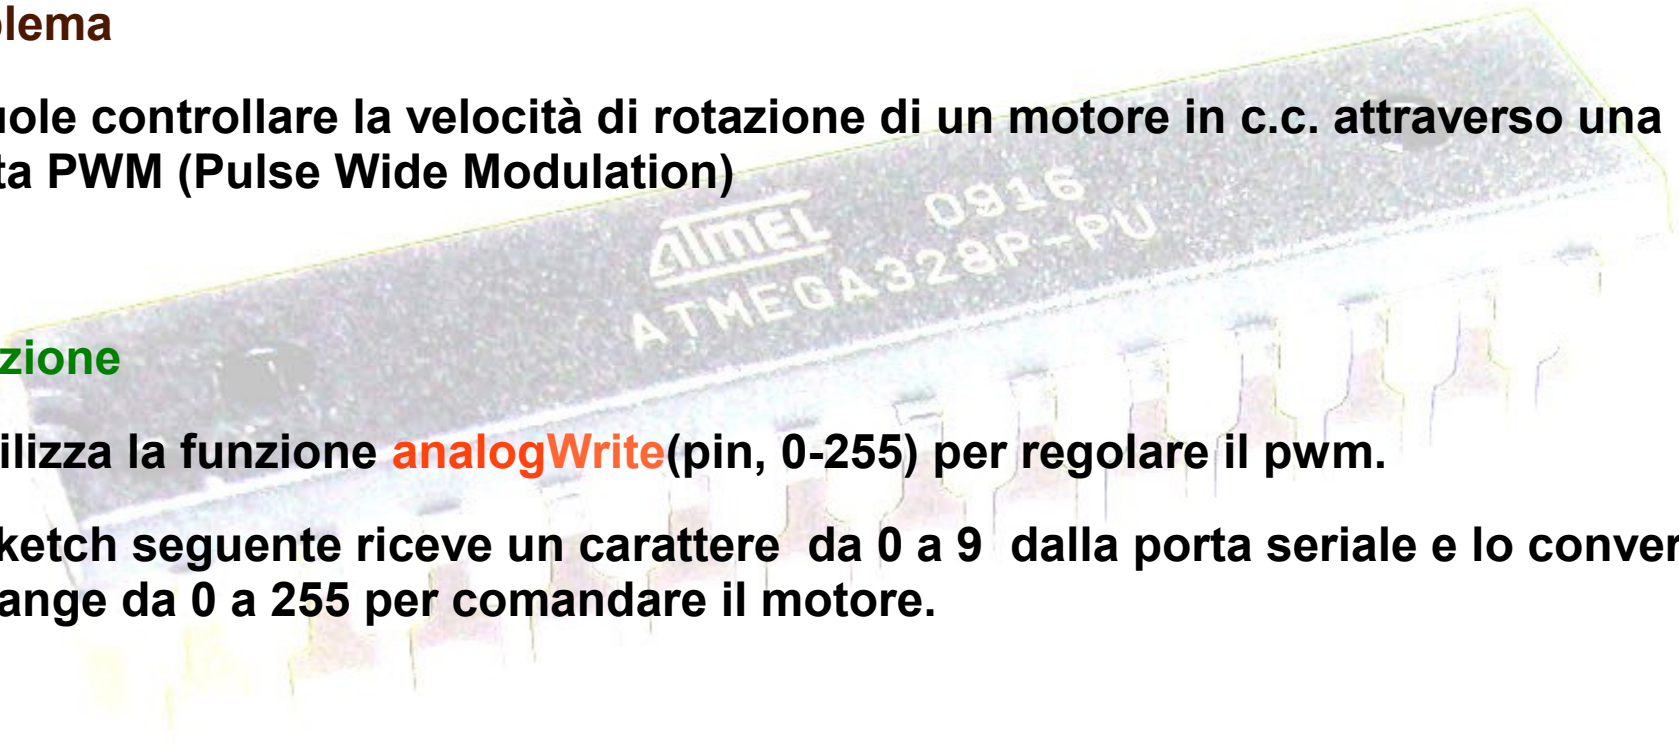 olema
uole controllare la velocità di rotazione di un motore in c.c. attraverso una
ta PWM (Pulse Wide Modulation)
ATMEL 0916
ATMEGA328P-PU
zione
ilizza la funzione analogWrite(pin, 0-255) per regolare il pwm.
ketch seguente riceve un carattere da 0 a 9 dalla porta seriale e lo conver
ange da 0 a 255 per comandare il motore.